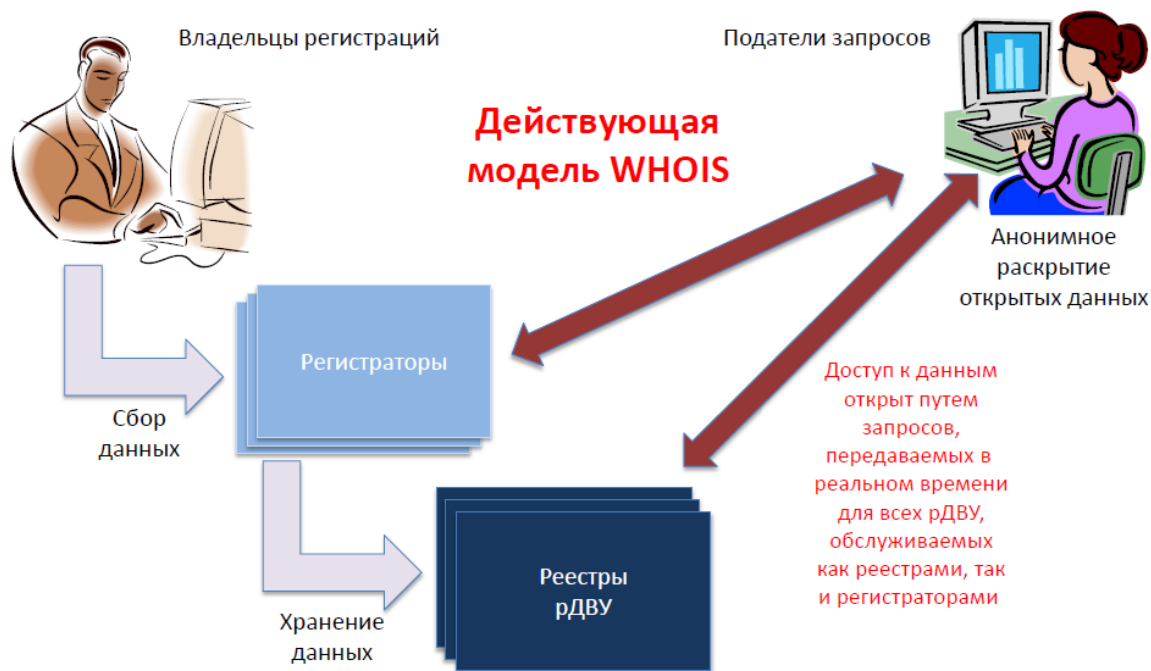 Владельцы регистраций
Податели запросов
Действующая
модель WHOIS
Анонимное
раскрытие
открытых данных
Регистраторы
Сбор
данных
Доступ к данным
открыт путем
запросов,
передаваемых в
реальном времени
для всех рДВУ,
обслуживаемых
как реестрами, так
и регистраторами
Реестры
рДВУ
Хранение
данных